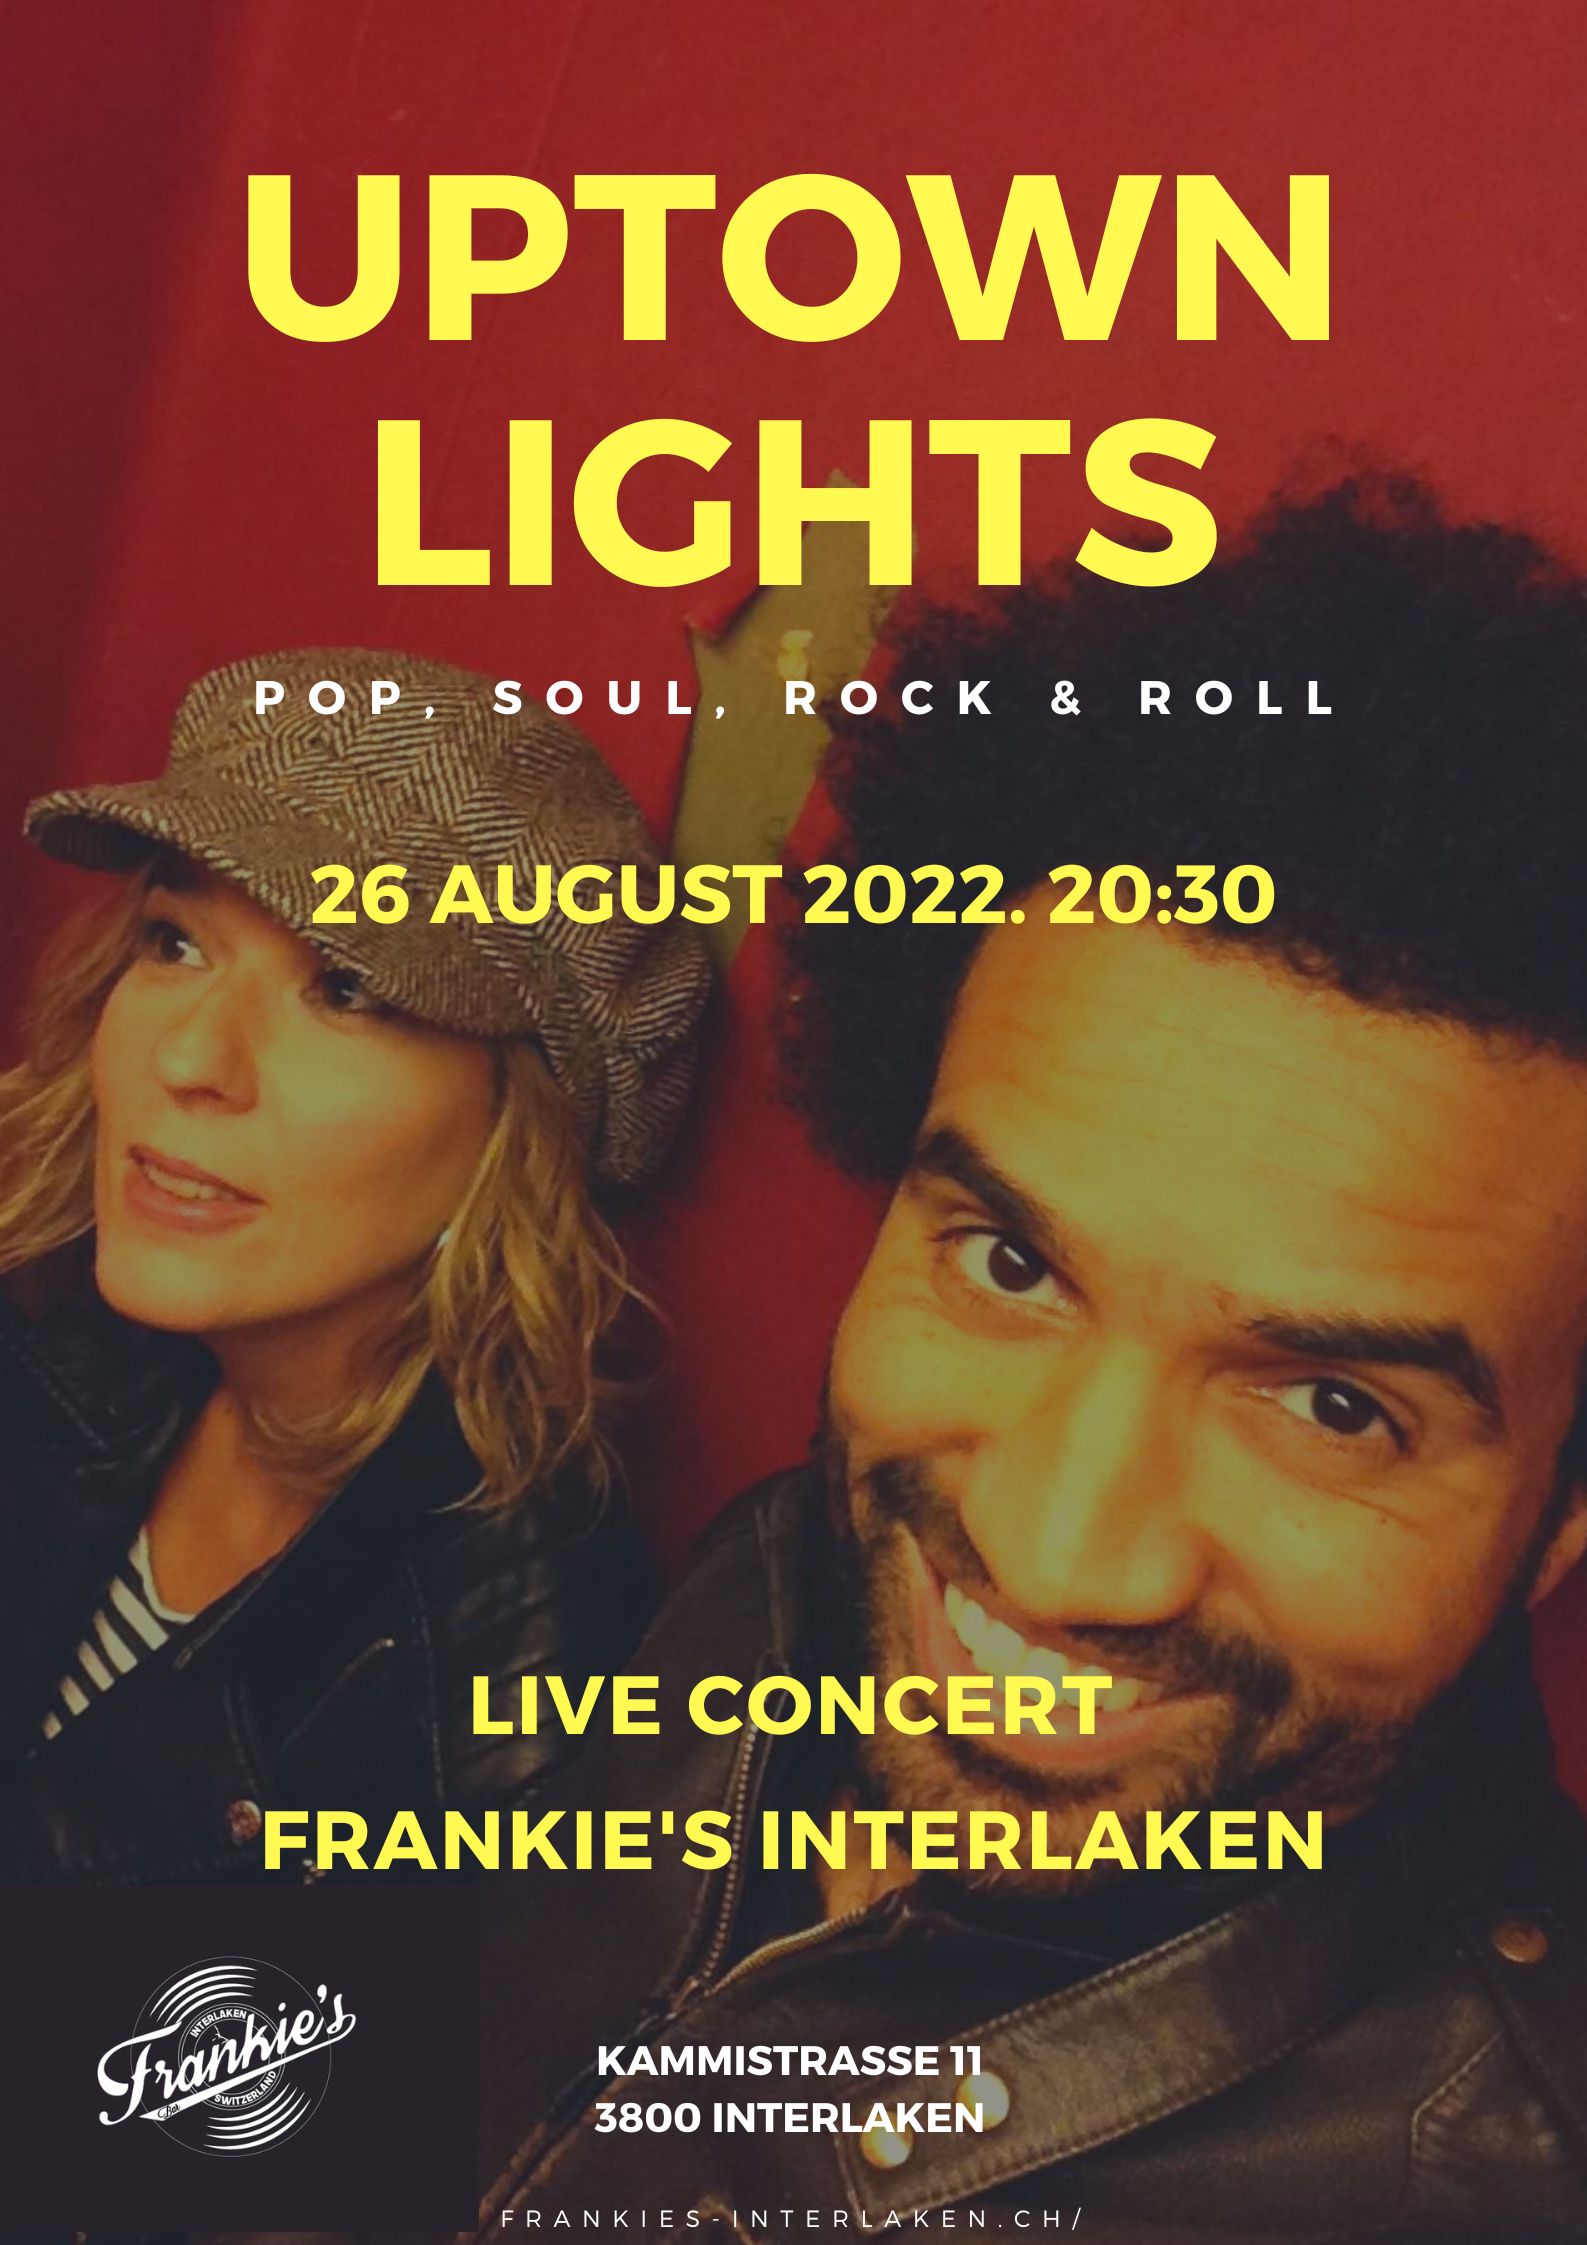 UPTOWN
LIGHTS
POP, SOUL, ROCK & ROLL
26 AUGUST 2022. 20:30
LIVE CONCERT
FRANKIE'S INTERLAKEN
INTERLAKEN
Frankie's
Bar
SWITZERLAND
KAMMISTRASSE 11
3800 INTERLAKEN
FRANKIES-INTERLAKEN.CH/